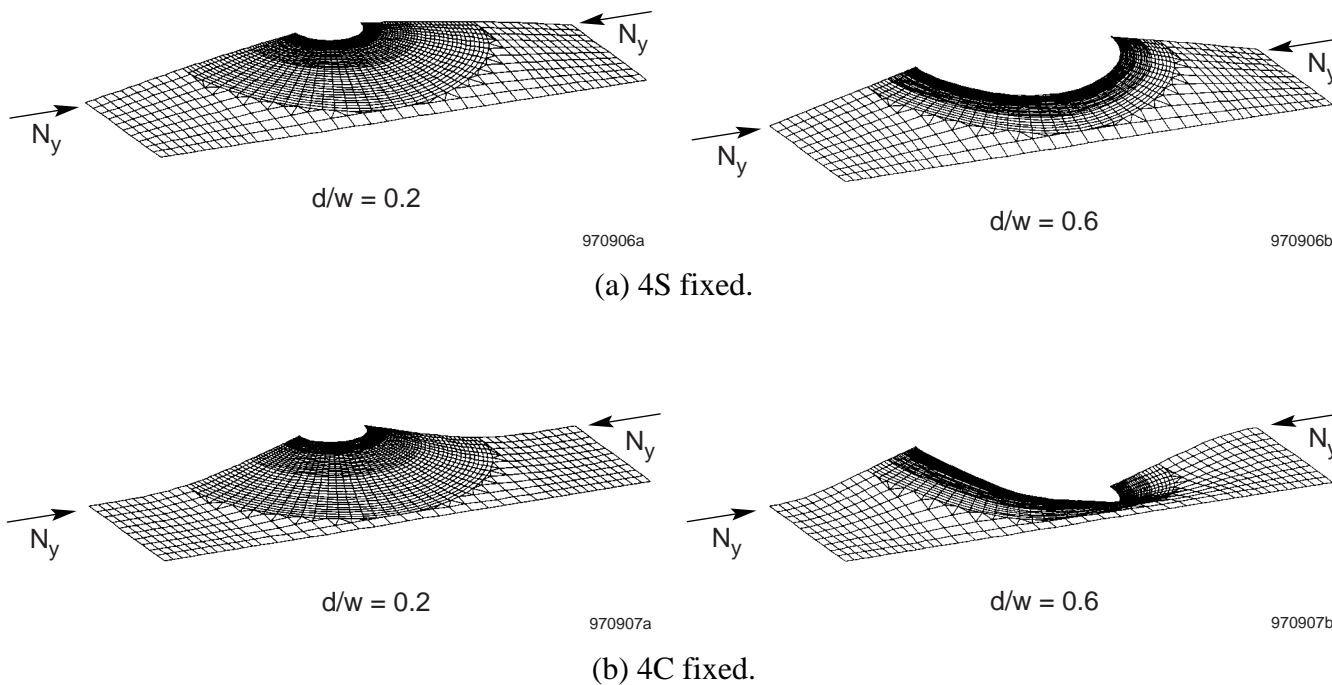 N_y
N_y
d/w = 0.2
970906a
N_y
N_y
d/w = 0.6
970906b
(a) 4S fixed.
N_y
N_y
d/w = 0.2
970907a
N_y
N_y
d/w = 0.6
970907b
(b) 4C fixed.